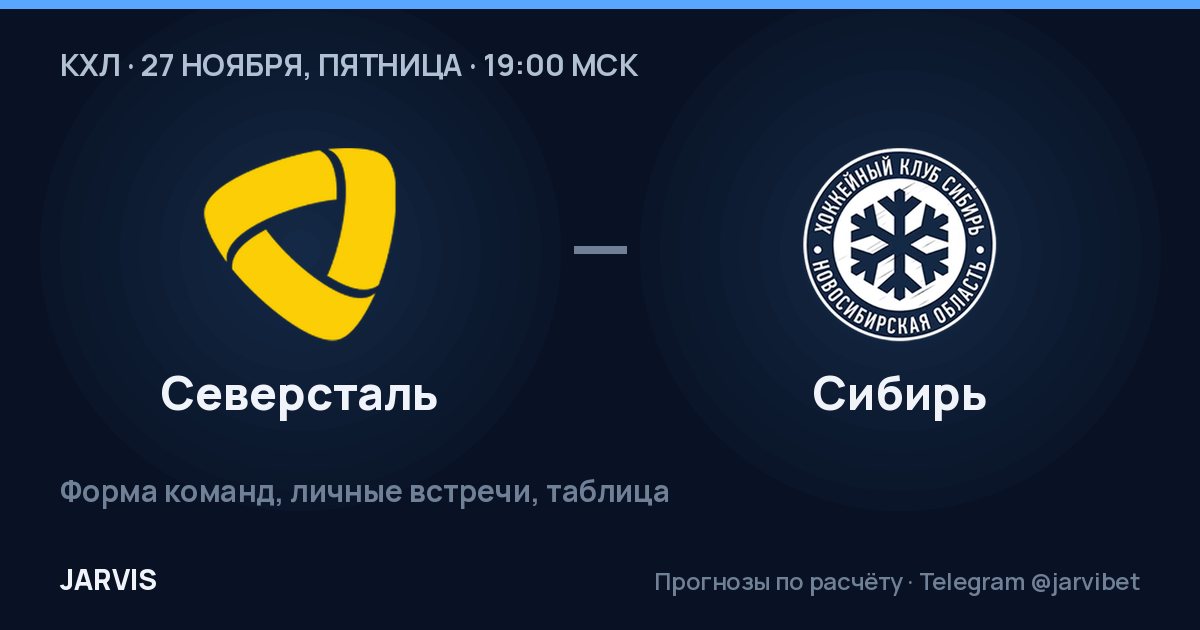 КХЛ · 27 НОЯБРЯ, ПЯТНИЦА · 19:00 МСК
ХОККЕЙНЫЙ КЛУБ СИБИРЬ
• НОВОСИБИРСКАЯ ОБЛАСТЬ •
—
Северсталь
Сибирь
Форма команд, личные встречи, таблица
JARVIS
Прогнозы по расчёту · Telegram @jarvibet